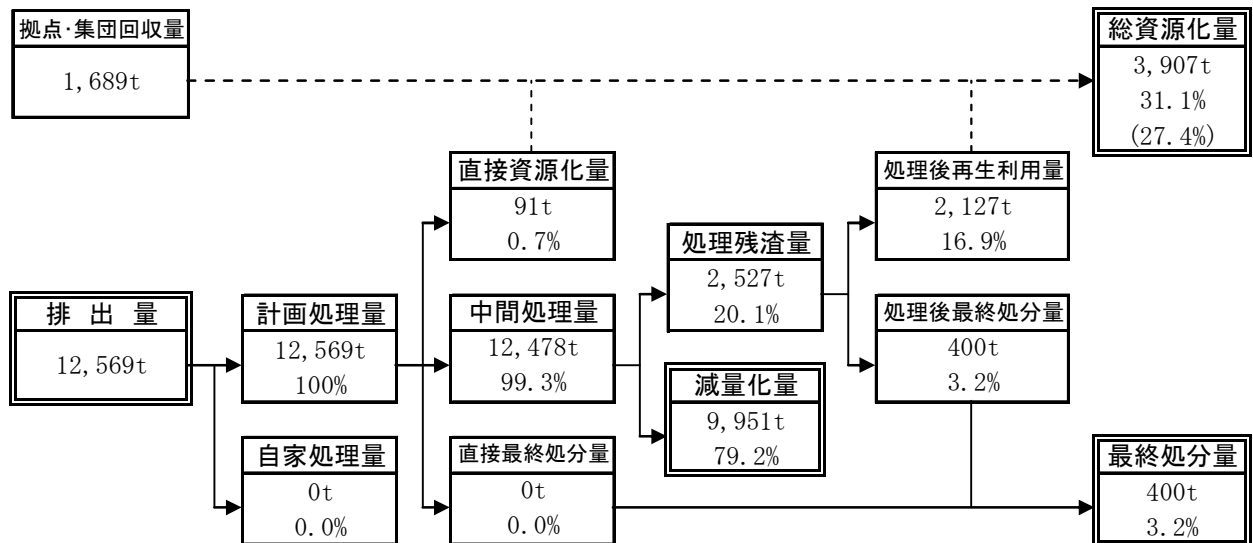 拠点・集団回収量
1,689t
総資源化量
3,907t
31.1%
(27.4%)
直接資源化量
91t
0.7%
処理後再生利用量
2,127t
16.9%
処理残渣量
2,527t
20.1%
排出量
12,569t
計画処理量
12,569t
100%
中間処理量
12,478t
99.3%
処理後最終処分量
400t
3.2%
減量化量
9,951t
79.2%
自家処理量
0t
0.0%
直接最終処分量
0t
0.0%
最終処分量
400t
3.2%